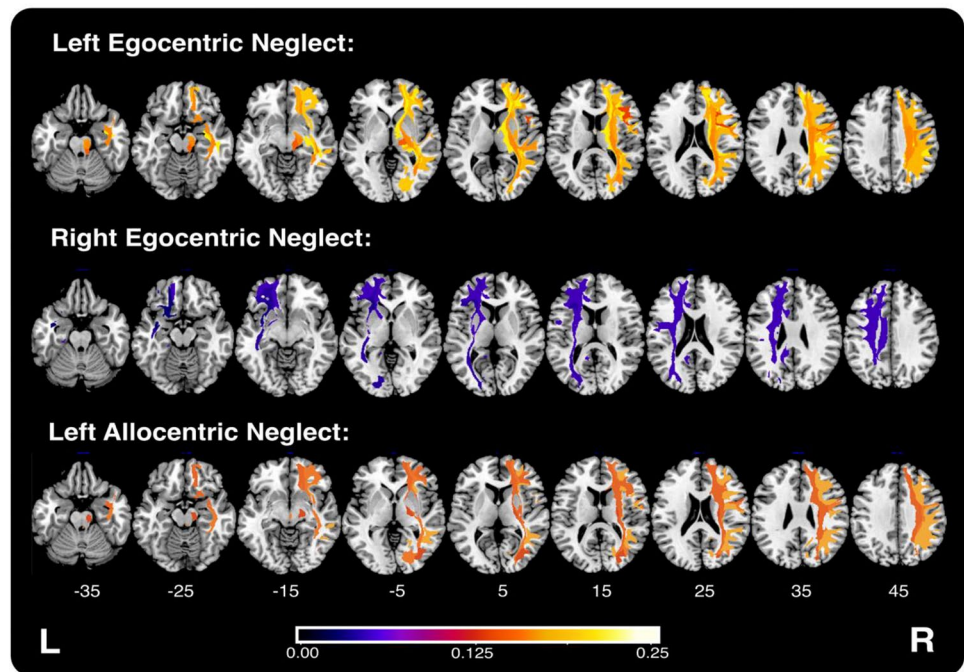 Left Egocentric Neglect:
Right Egocentric Neglect:
Left Allocentric Neglect:
-35 -25 -15 -5 5 15 25 35 45
L R
0.00 0.125 0.25